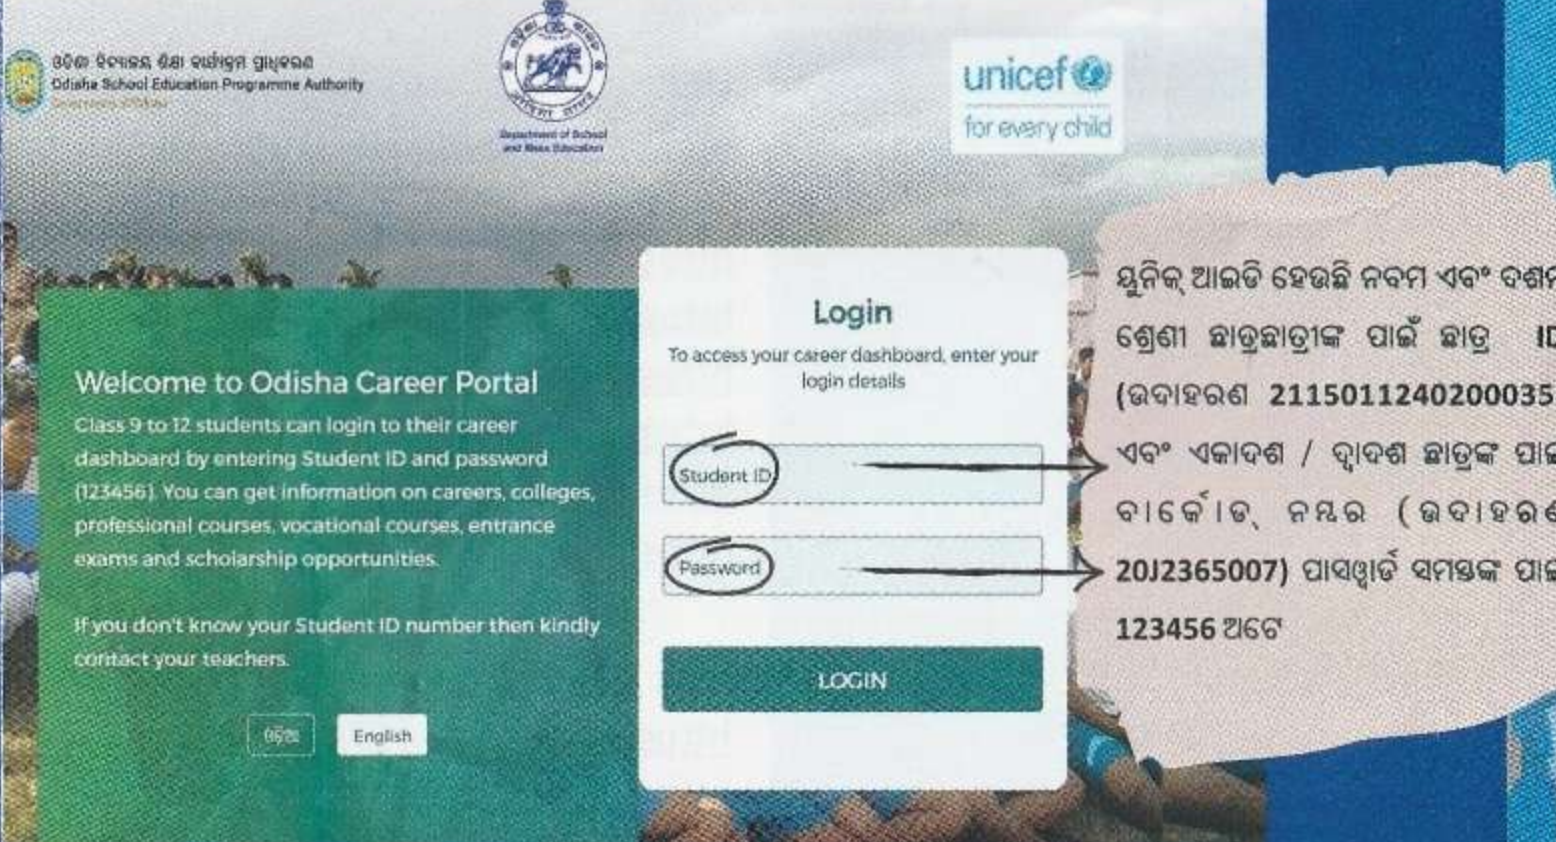 ଓଡ଼ିଶା ବିଦ୍ୟାଳୟ ଶିକ୍ଷା କାର୍ଯ୍ୟକ୍ରମ ପ୍ରାଧିକରଣ
Odisha School Education Programme Authority
Department of School
and Mass Education
unicef
for every child
Welcome to Odisha Career Portal
Class 9 to 12 students can login to their career
dashboard by entering Student ID and password
(123456). You can get information on careers, colleges,
professional courses, vocational courses, entrance
exams and scholarship opportunities.
If you don't know your Student ID number then kindly
contact your teachers.
ଓଡ଼ିଆ
English
Login
To access your career dashboard, enter your
login details
Student ID
Password
LOGIN
ୟୁନିକ୍ ଆଇଡି ହେଉଛି ନବମ ଏବଂ ଦଶମ
ଶ୍ରେଣୀ ଛାତ୍ରଛାତ୍ରୀଙ୍କ ପାଇଁ ଛାତ୍ର ID
(ଉଦାହରଣ 2115011240200035
ଏବଂ ଏକାଦଶ / ଦ୍ୱାଦଶ ଛାତ୍ରଙ୍କ ପାଇଁ
ବାର୍କୋଡ୍ ନମ୍ବର (ଉଦାହରଣ
20J2365007) ପାସୱାର୍ଡ ସମସ୍ତଙ୍କ ପାଇଁ
123456 ଅଟେ